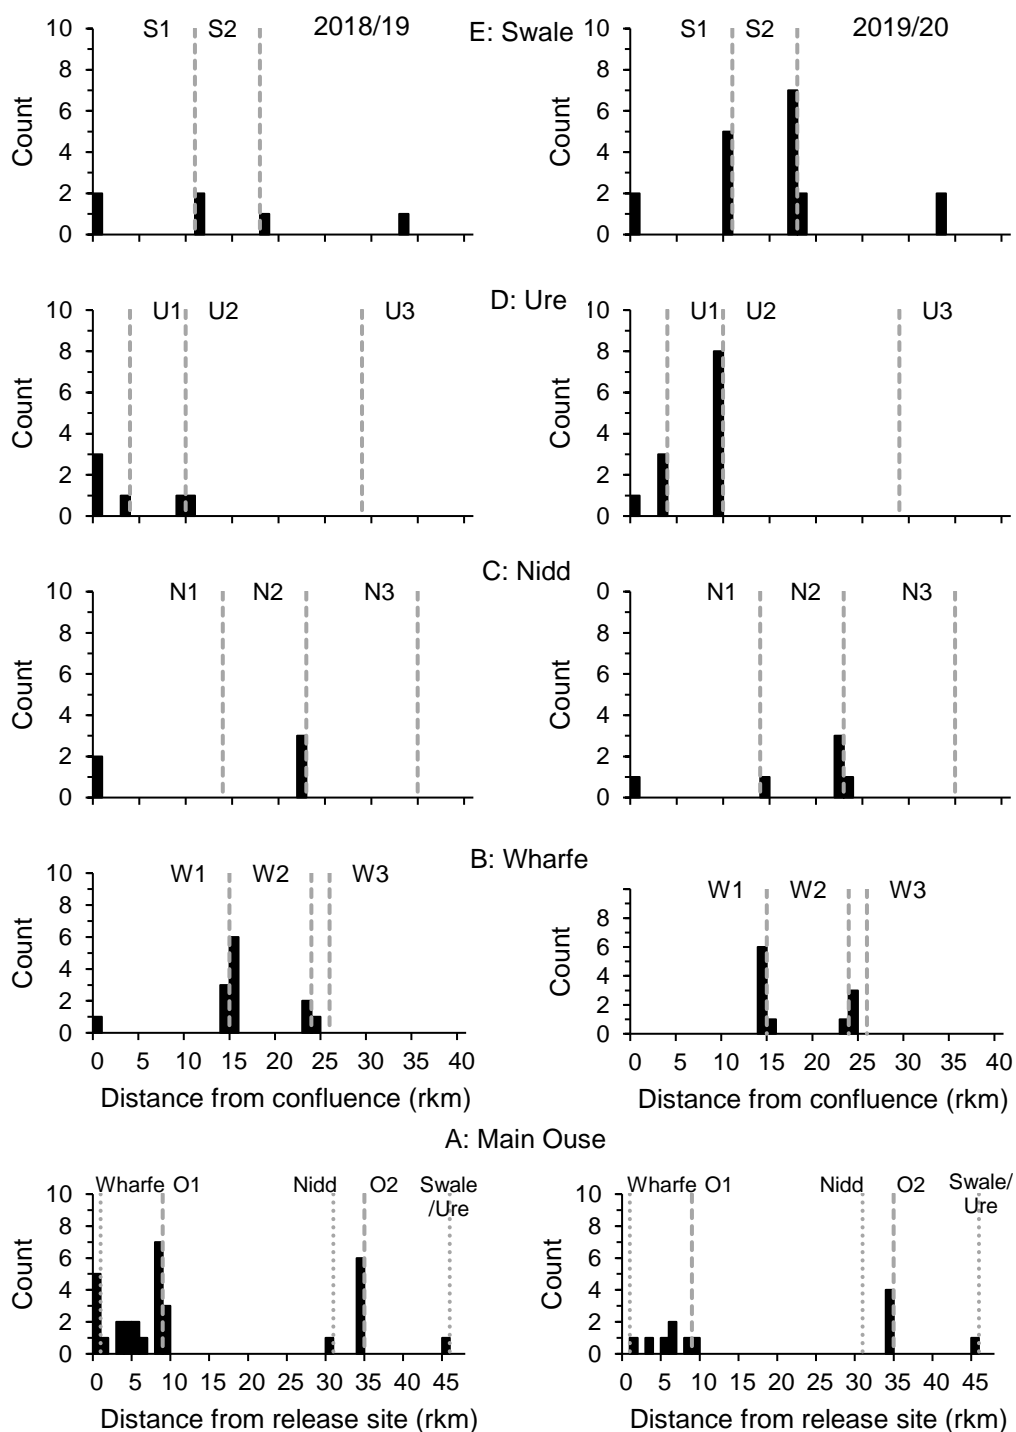 2018/19 E: Swale 2019/20
S1 S2 S1 S2
10 10
8 8
6 6
4 4
2 2
0 0
Count Count
D: Ure
U1 U2 U3 U1 U2 U3
10 10
8 8
6 6
4 4
2 2
0 0
Count Count
C: Nidd
N1 N2 N3 N1 N2 N3
10 0
8 8
6 6
4 4
2 2
0 0
Count Count
B: Wharfe
W1 W2 W3 W1 W2 W3
10
8 8
6 6
4 4
2 2
0 0
Count Count
0 5 10 15 20 25 30 35 40 0 5 10 15 20 25 30 35 40
Distance from confluence (rkm) Distance from confluence (rkm)
A: Main Ouse
Wharfe O1 Nidd O2 Swale Wharfe O1 Nidd O2 Swale/
/Ure Ure
10 10
8 8
6 6
4 4
2 2
0 0
Count Count
0 5 10 15 20 25 30 35 40 45 0 5 10 15 20 25 30 35 40 45
Distance from release site (rkm) Distance from release site (rkm)